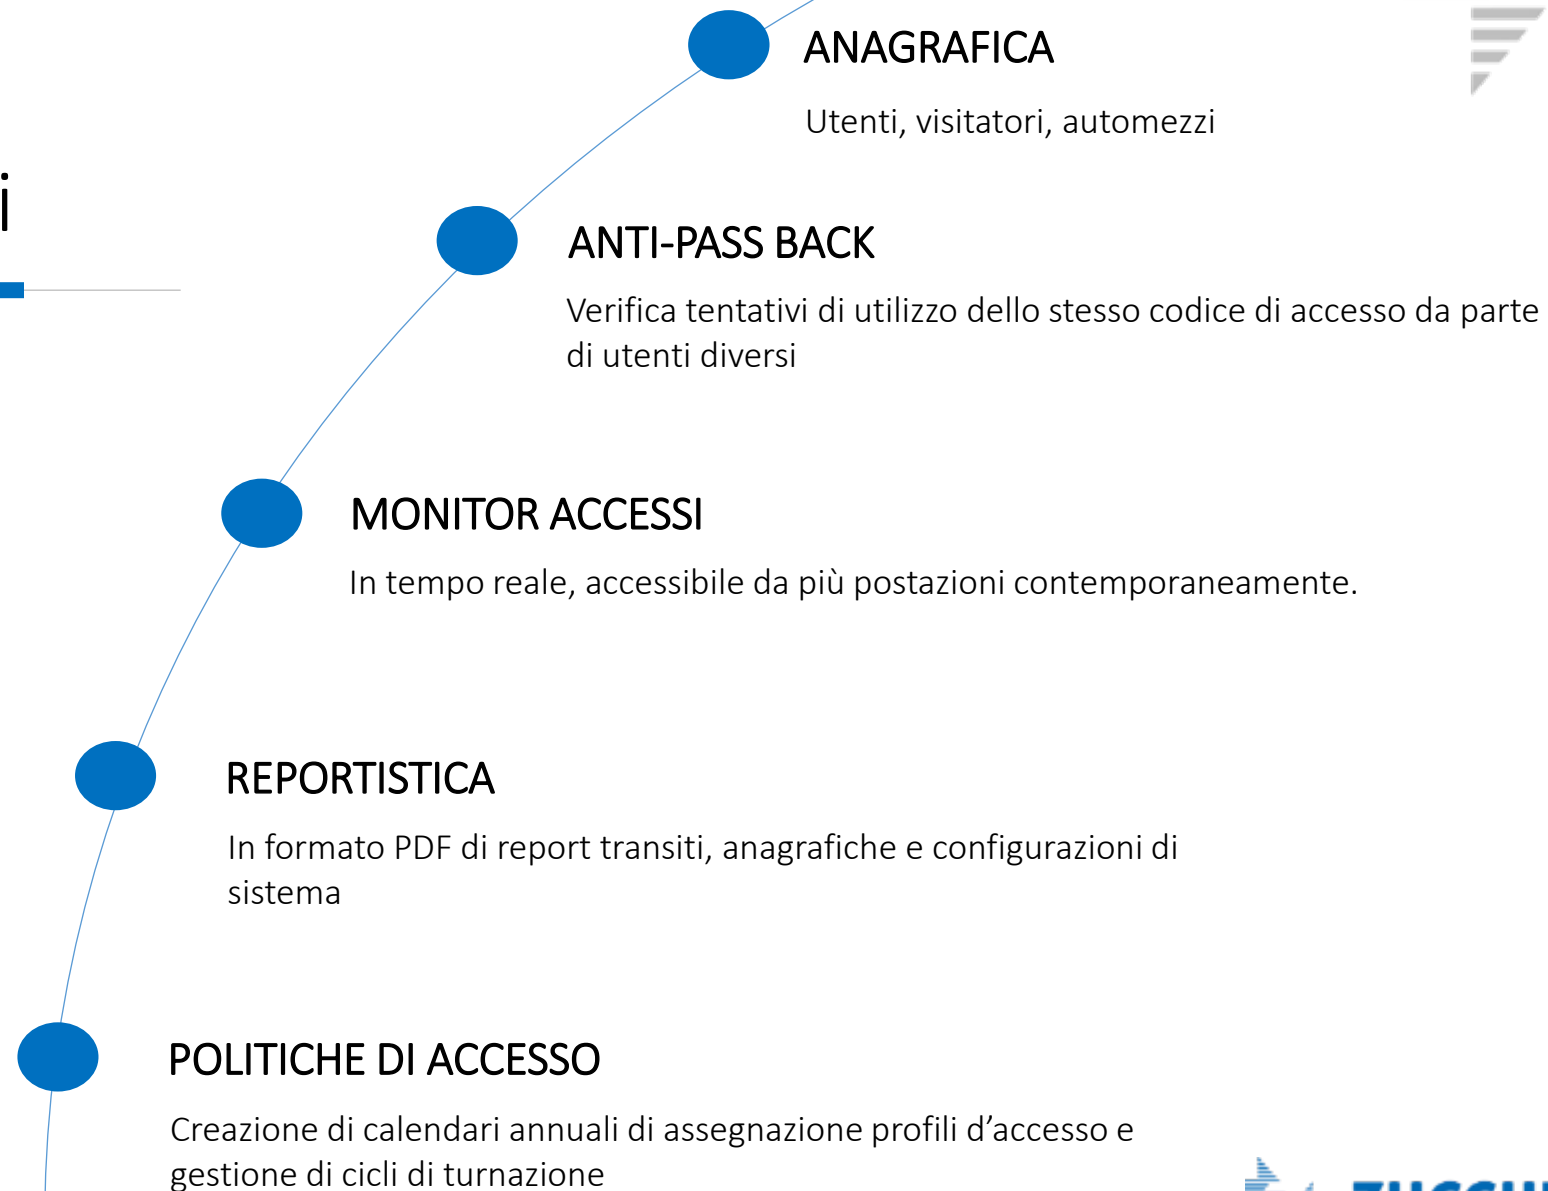 ANAGRAFICA
Utenti, visitatori, automezzi
i
ANTI-PASS BACK
Verifica tentativi di utilizzo dello stesso codice di accesso da parte
di utenti diversi
MONITOR ACCESSI
In tempo reale, accessibile da più postazioni contemporaneamente.
REPORTISTICA
In formato PDF di report transiti, anagrafiche e configurazioni di
sistema
POLITICHE DI ACCESSO
Creazione di calendari annuali di assegnazione profili d’accesso e
gestione di cicli di turnazione